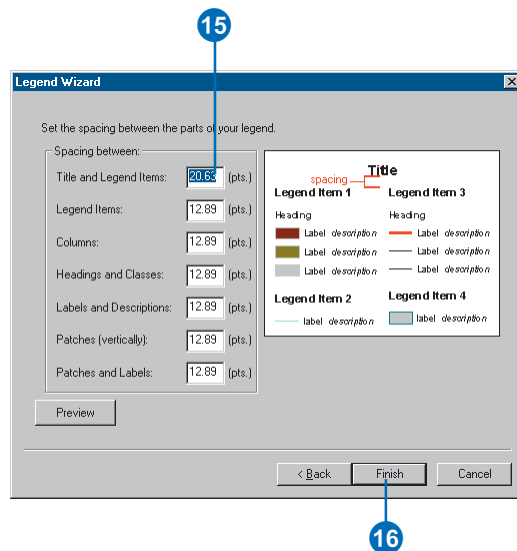 15
Legend Wizard
Set the spacing between the parts of your legend.
Spacing between:
Title and Legend Items: 20.63 (pts.)
Legend Items: 12.89 (pts.)
Columns: 12.89 (pts.)
Headings and Classes: 12.89 (pts.)
Labels and Descriptions: 12.89 (pts.)
Patches (vertically): 12.89 (pts.)
Patches and Labels: 12.89 (pts.)
Title
spacing
Legend Item 1 Legend Item 3
Heading Heading
Label description Label description
Label description Label description
Label description Label description
Legend Item 2 Legend Item 4
label description label description
Preview
< Back Finish Cancel
16